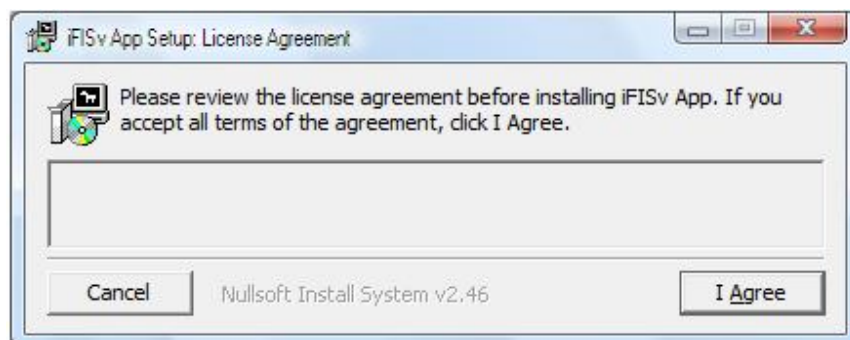 iFISv App Setup: License Agreement
Please review the license agreement before installing iFISv App. If you
accept all terms of the agreement, click I Agree.
Cancel
Nullsoft Install System v2.46
I Agree